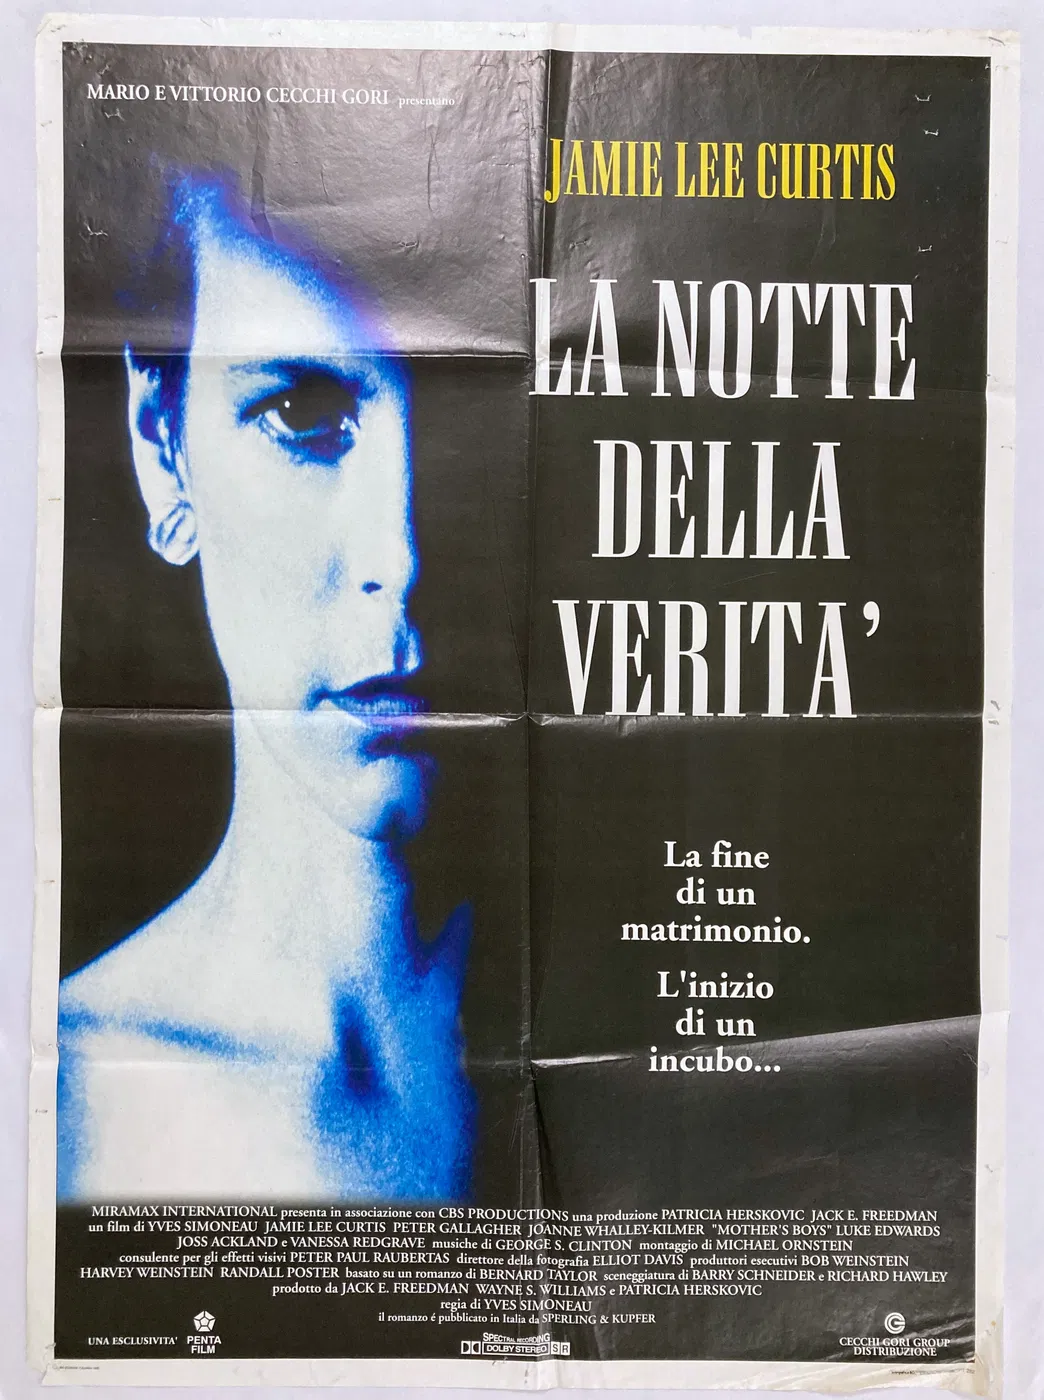 MARIO E VITTORIO CECCHI GORI presentano
JAMIE LEE CURTIS
LA NOTTE
DELLA
VERITA'
La fine
di un
matrimonio.
L'inizio
di un
incubo...
MIRAMAX INTERNATIONAL presenta in associazione con CBS PRODUCTIONS una produzione PATRICIA HERSKOVIC JACK E. FREEDMAN
un film di YVES SIMONEAU JAMIE LEE CURTIS PETER GALLAGHER JOANNE WHALLEY-KILMER "MOTHER'S BOYS" LUKE EDWARDS
JOSS ACKLAND e VANESSA REDGRAVE musiche di GEORGE S. CLINTON montaggio di MICHAEL ORNSTEIN
consulente per gli effetti visivi PETER PAUL RAUBERTAS direttore della fotografia ELLIOT DAVIS produttori esecutivi BOB WEINSTEIN
HARVEY WEINSTEIN RANDALL POSTER basato su un romanzo di BERNARD TAYLOR sceneggiatura di BARRY SCHNEIDER e RICHARD HAWLEY
prodotto da JACK E. FREEDMAN WAYNE S. WILLIAMS e PATRICIA HERSKOVIC
regia di YVES SIMONEAU
il romanzo é pubblicato in Italia da SPERLING & KUPFER
UNA ESCLUSIVITA' PENTA
FILM
SPECTRAL RECORDING
DOLBY STEREO SR
CECCHI GORI GROUP
DISTRIBUZIONE